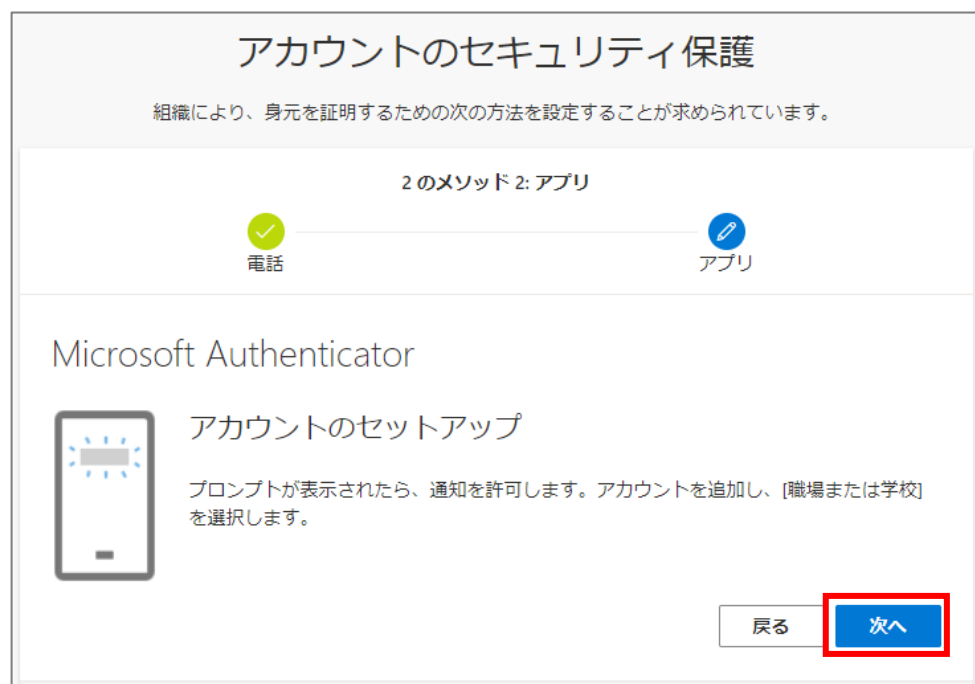 アカウントのセキュリティ保護
組織により、身元を証明するための次の方法を設定することが求められています。
2 のメソッド 2: アプリ
電話
アプリ
Microsoft Authenticator
アカウントのセットアップ
プロンプトが表示されたら、通知を許可します。アカウントを追加し、[職場または学校]
を選択します。
戻る
次へ